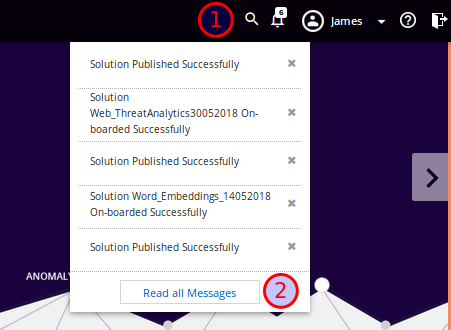 1
6
James
Solution Published Successfully
Solution
Web_ThreatAnalytics30052018 On-
boarded Successfully
Solution Published Successfully
Solution Word_Embeddings_14052018
On-boarded Successfully
Solution Published Successfully
ANOMAL
Read all Messages
2